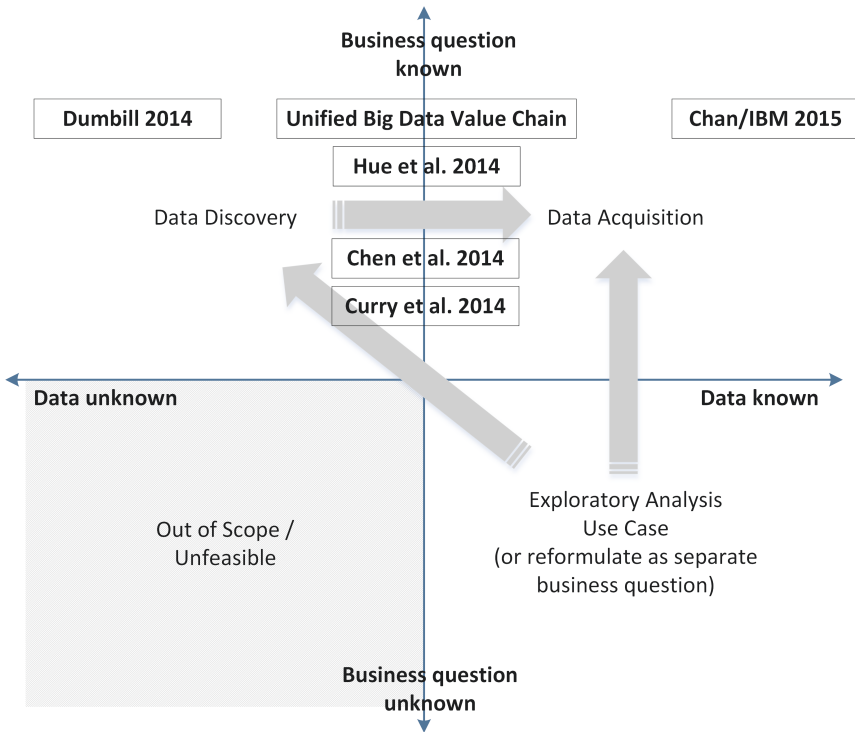 Business question
known
Dumbill 2014
Unified Big Data Value Chain
Chan/IBM 2015
Hue et al. 2014
Data Discovery
Data Acquisition
Chen et al. 2014
Curry et al. 2014
Data unknown
Data known
Out of Scope /
Unfeasible
Exploratory Analysis
Use Case
(or reformulate as separate
business question)
Business question
unknown